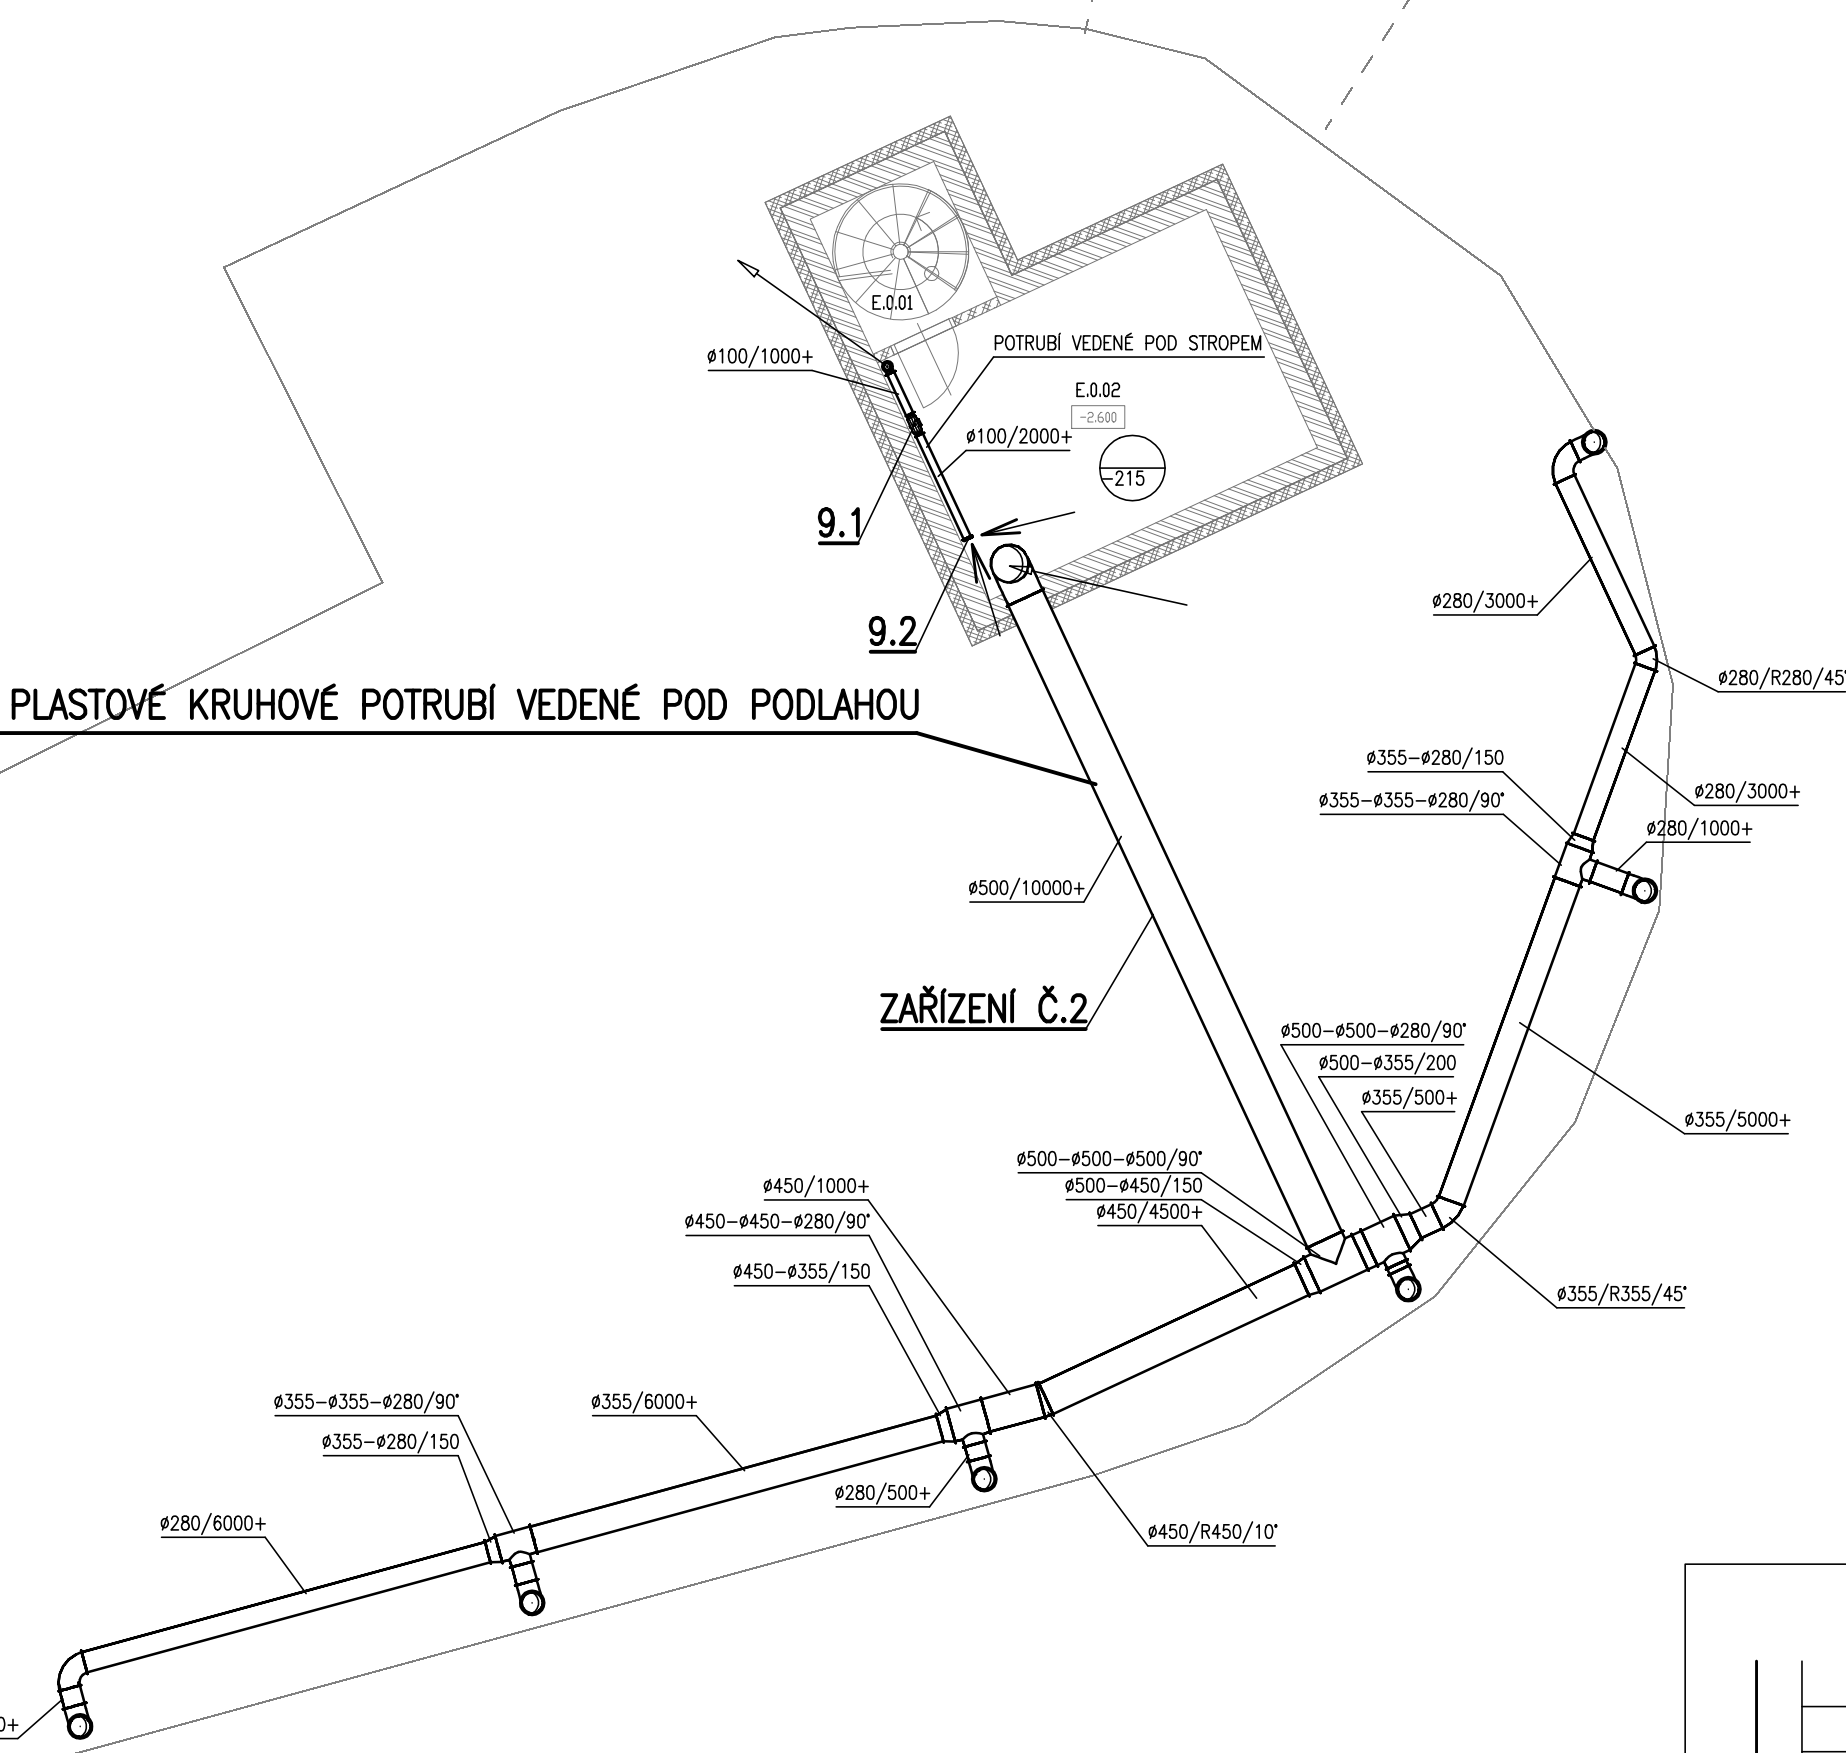 E.0.01
POTRUBÍ VEDENÉ POD STROPEM
ø100/1000+
E.0.02
-2.600
ø100/2000+
-215
9.1
9.2
ø280/3000+
ø280/R280/45°
PLASTOVÉ KRUHOVÉ POTRUBÍ VEDENÉ POD PODLAHOU
ø355-ø280/150
ø280/3000+
ø355-ø355-ø280/90°
ø280/1000+
ø500/10000+
ZAŘÍZENÍ Č.2
ø500-ø500-ø280/90°
ø500-ø355/200
ø355/500+
ø355/5000+
ø500-ø500-ø500/90°
ø500-ø450/150
ø450/4500+
ø450/1000+
ø450-ø450-ø280/90°
ø450-ø355/150
ø355/R355/45°
ø355-ø355-ø280/90°
ø355/6000+
ø355-ø280/150
ø280/500+
ø280/6000+
ø450/R450/10°
0+